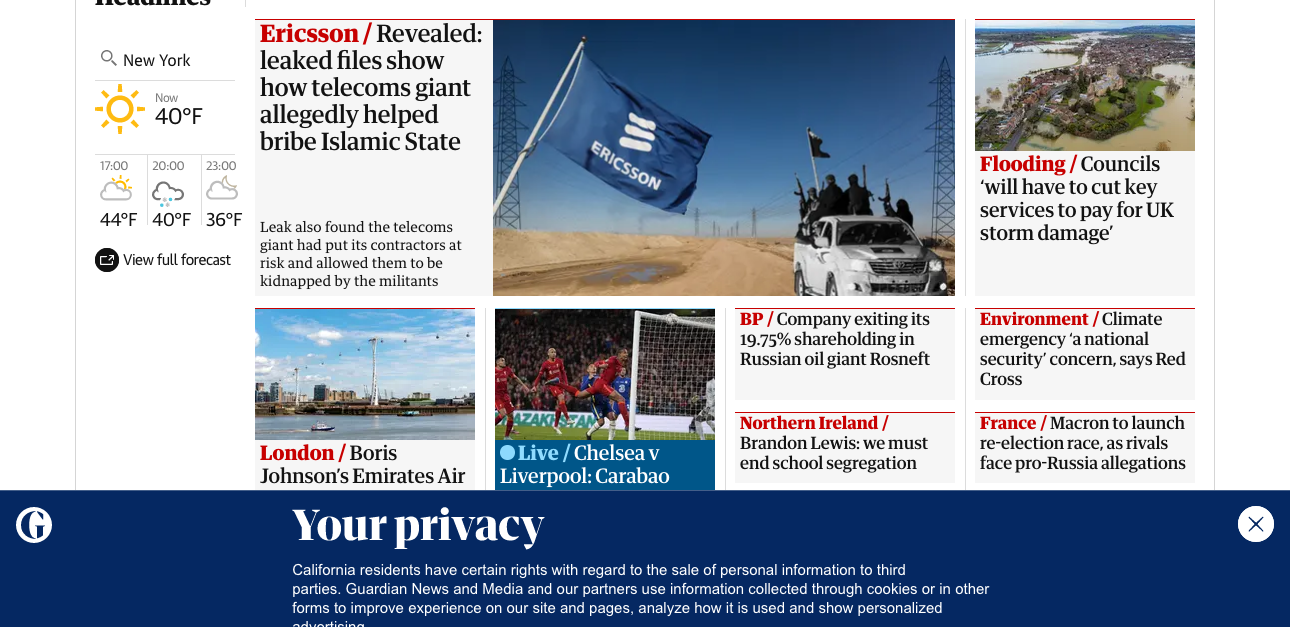 Headlines
New York
Now
40°F
17:00
20:00
23:00
44°F
40°F
36°F
View full forecast
Ericsson / Revealed:
leaked files show
how telecoms giant
allegedly helped
bribe Islamic State
Leak also found the telecoms
giant had put its contractors at
risk and allowed them to be
kidnapped by the militants
ERICSSON
Flooding / Councils
‘will have to cut key
services to pay for UK
storm damage’
London / Boris
Johnson’s Emirates Air
AZAKHSTAN
Live / Chelsea v
Liverpool: Carabao
BP / Company exiting its
19.75% shareholding in
Russian oil giant Rosneft
Northern Ireland /
Brandon Lewis: we must
end school segregation
Environment / Climate
emergency ‘a national
security’ concern, says Red
Cross
France / Macron to launch
re-election race, as rivals
face pro-Russia allegations
G
Your privacy
California residents have certain rights with regard to the sale of personal information to third
parties. Guardian News and Media and our partners use information collected through cookies or in other
forms to improve experience on our site and pages, analyze how it is used and show personalized
advertising.